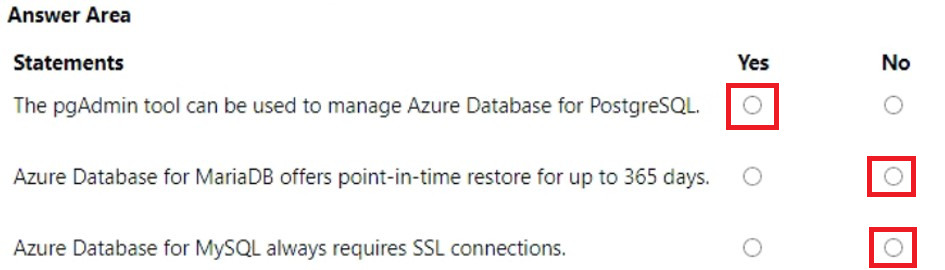 Answer Area
Statements Yes No
The pgAdmin tool can be used to manage Azure Database for PostgreSQL.
Azure Database for MariaDB offers point-in-time restore for up to 365 days.
Azure Database for MySQL always requires SSL connections.